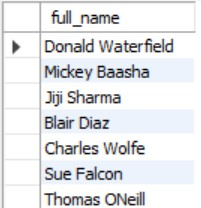 full_name
Donald Waterfield
Mickey Baasha
Jiji Sharma
Blair Diaz
Charles Wolfe
Sue Falcon
Thomas ONeill